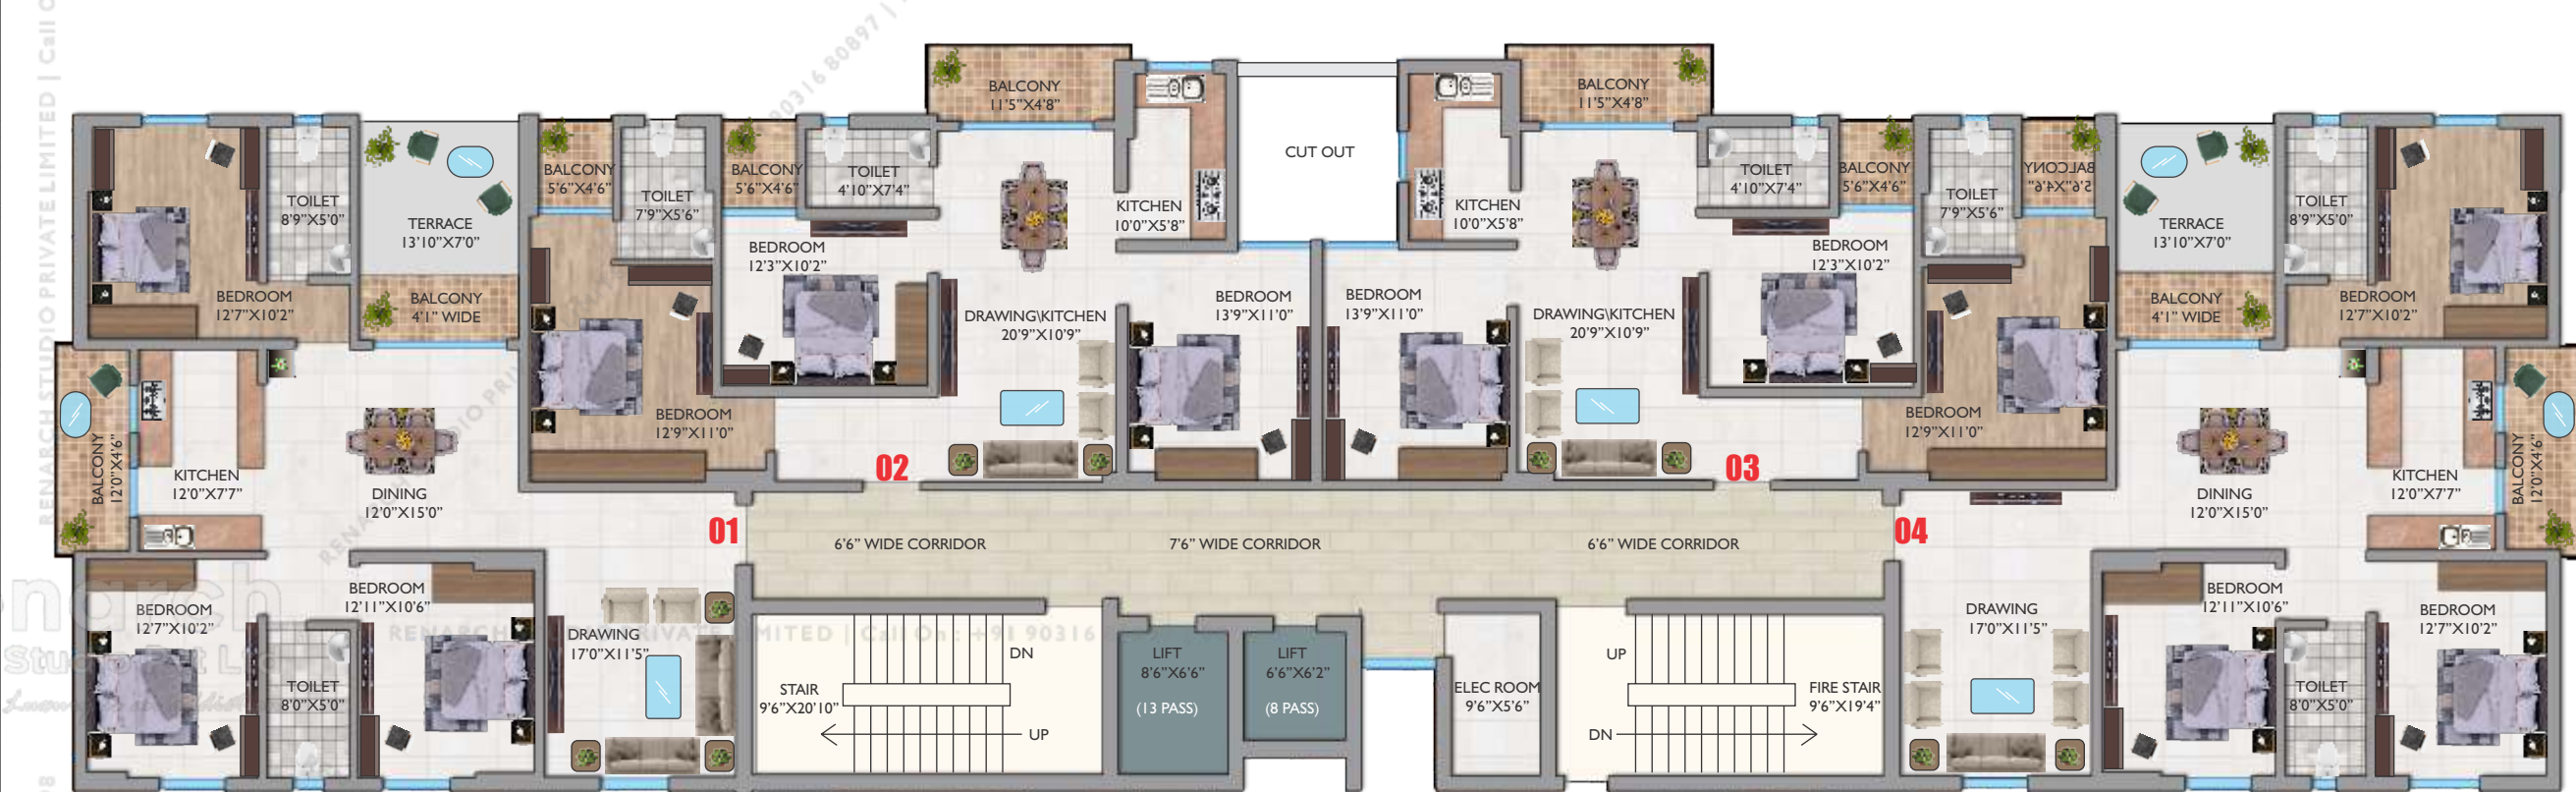 BALCONY
11'5"X4'8"
BALCONY
11'5"X4'8"
CUT OUT
TOILET
8'9"X5'0"
TERRACE
13'10"X7'0"
BALCONY
5'6"X4'6"
TOILET
7'9"X5'6"
BALCONY
5'6"X4'6"
TOILET
4'10"X7'4"
KITCHEN
10'0"X5'8"
KITCHEN
10'0"X5'8"
TOILET
4'10"X7'4"
BALCONY
5'6"X4'6"
TOILET
7'9"X5'6"
BALCONY
5'6"X4'6"
TERRACE
13'10"X7'0"
TOILET
8'9"X5'0"
BEDROOM
12'7"X10'2"
BALCONY
4'1" WIDE
BEDROOM
12'3"X10'2"
DRAWING\KITCHEN
20'9"X10'9"
BEDROOM
13'9"X11'0"
BEDROOM
13'9"X11'0"
DRAWING\KITCHEN
20'9"X10'9"
BEDROOM
12'3"X10'2"
BALCONY
4'1" WIDE
BEDROOM
12'7"X10'2"
BALCONY
12'0"X4'6"
KITCHEN
12'0"X7'7"
DINING
12'0"X15'0"
BEDROOM
12'9"X11'0"
02
03
BEDROOM
12'9"X11'0"
DINING
12'0"X15'0"
KITCHEN
12'0"X7'7"
BALCONY
12'0"X4'6"
01
6'6" WIDE CORRIDOR
7'6" WIDE CORRIDOR
6'6" WIDE CORRIDOR
04
BEDROOM
12'7"X10'2"
BEDROOM
12'11"X10'6"
DRAWING
17'0"X11'5"
TOILET
8'0"X5'0"
STAIR
9'6"X20'10"
DN
UP
LIFT
8'6"X6'6"
(13 PASS)
LIFT
6'6"X6'2"
(8 PASS)
ELEC ROOM
9'6"X5'6"
UP
DN
FIRE STAIR
9'6"X19'4"
DRAWING
17'0"X11'5"
BEDROOM
12'11"X10'6"
TOILET
8'0"X5'0"
BEDROOM
12'7"X10'2"
RENARCH STUDIO PRIVATE LIMITED | Call O
90316 80897 |